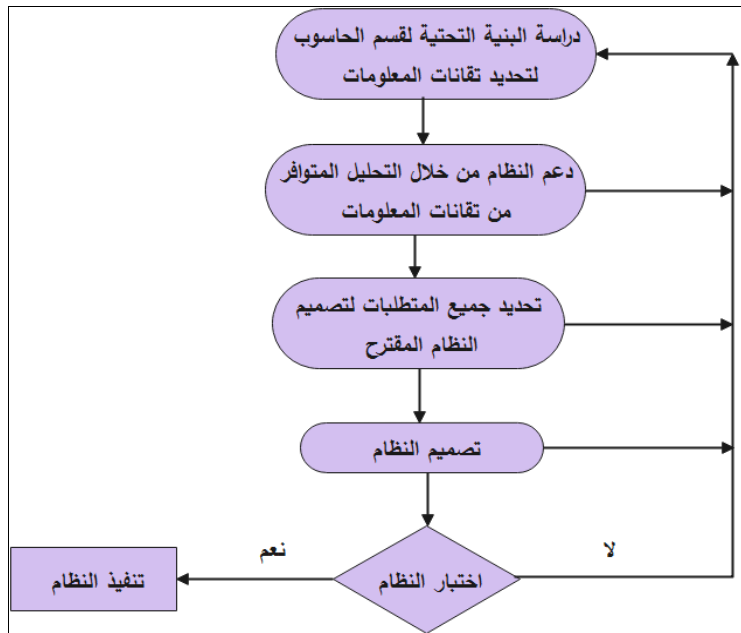 دراسة البنية التحتية لقسم الحاسوب
لتحديد تقانات المعلومات
دعم النظام من خلال التحليل المتوافر
من تقانات المعلومات
تحديد جميع المتطلبات لتصميم
النظام المقترح
تصميم النظام
لا
نعم
اختبار النظام
تنفيذ النظام